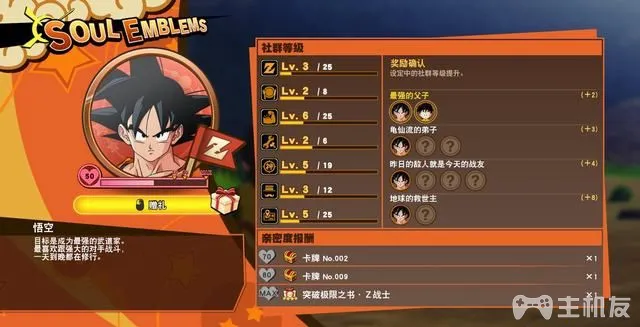 SOUL EMBLEMS
50
MAX
赠礼
悟空
目标是成为最强的武道家。
最喜欢跟强大的对手战斗，
一天到晚都在修行。
社群等级
Lv. 3 / 25
Lv. 2 / 8
Lv. 6 / 25
Lv. 2 / 6
Lv. 5 / 19
Lv. 3 / 12
Lv. 5 / 25
奖励确认
设定中的社群等级提升。
最强的父子 (+2)
龟仙流的弟子 (+3)
? ?
昨日的敌人就是今天的战友 (+4)
? ? ?
地球的救世主 (+8)
?
亲密度报酬
70 卡牌 No.002 ×1
80 卡牌 No.009 ×1
MAX 突破极限之书·Z战士 ×1
主机友